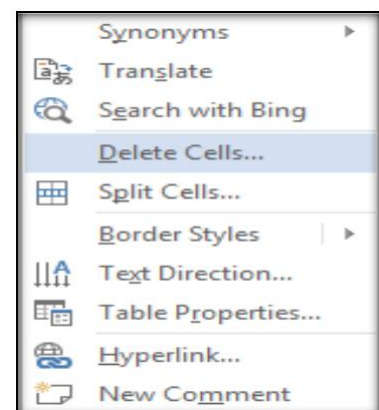 Synonyms
Translate
Search with Bing
Delete Cells...
Split Cells...
Border Styles
Text Direction...
Table Properties...
Hyperlink...
New Comment